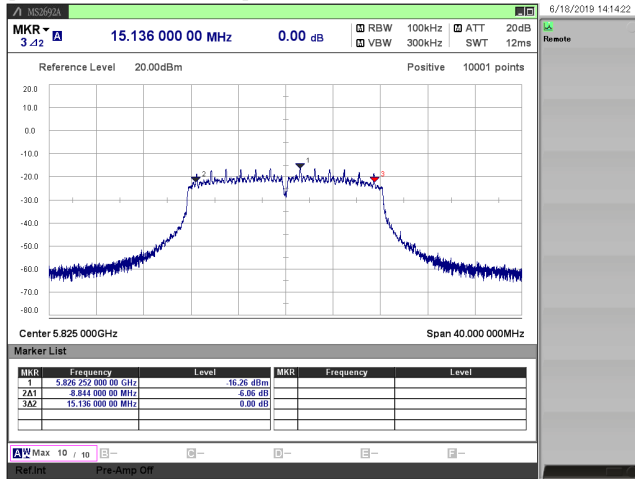 MS2692A
6/18/2019 14:14:22
MKR
3 Δ12
A
15.136 000 00 MHz
0.00 dB
M RBW 100kHz M ATT 20dB
M VBW 300kHz SWT 12ms
Remote
Reference Level 20.00dBm Positive 10001 points
20.0
10.0
0.0
-10.0
-20.0
-30.0
-40.0
-50.0
-60.0
-70.0
-80.0
2
1
3
Center 5.825 000GHz Span 40.000 000MHz
Marker List
MKR Frequency Level MKR Frequency Level
1 5.826 252 000 00 GHz -16.26 dBm
2Δ1 -8.844 000 00 MHz -6.06 dB
3Δ2 15.136 000 00 MHz 0.00 dB
A W Max 10 / 10 B - C - D - E - F -
Ref.Int Pre-Amp Off